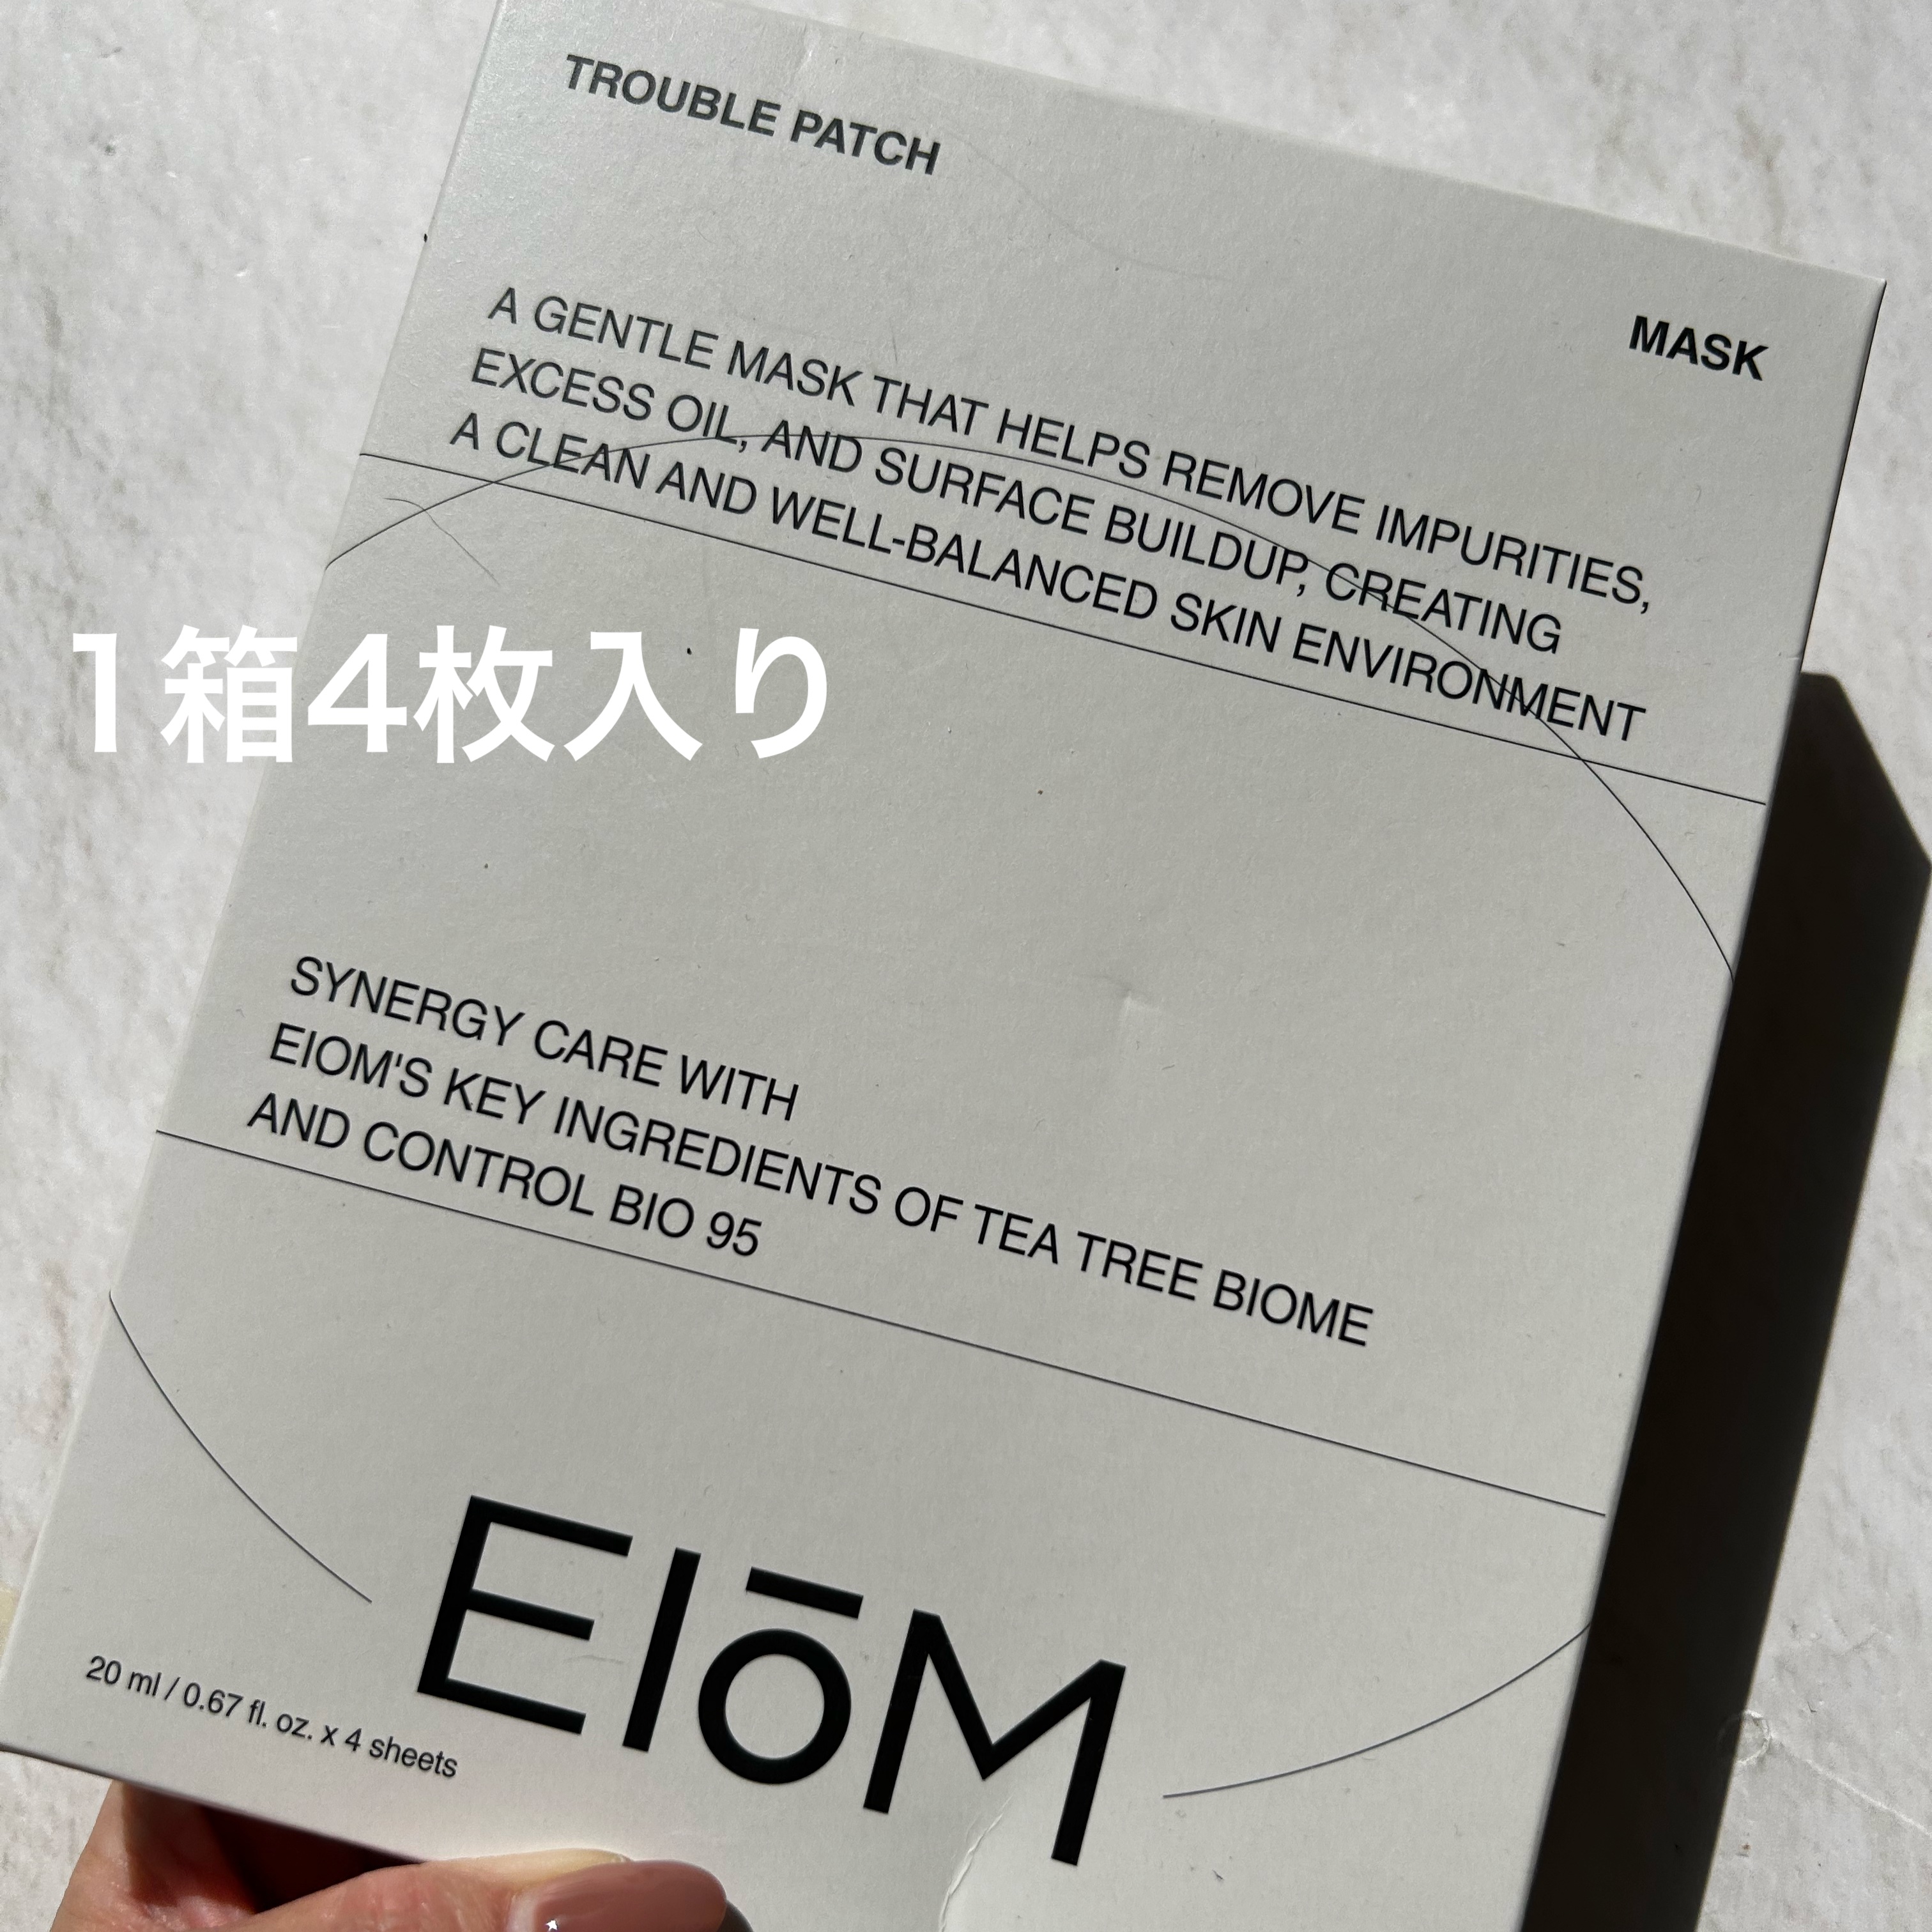 TROUBLE PATCH
MASK
A GENTLE MASK THAT HELPS REMOVE IMPURITIES,
EXCESS OIL, AND SURFACE BUILDUP, CREATING
A CLEAN AND WELL-BALANCED SKIN ENVIRONMENT
1箱4枚入り
SYNERGY CARE WITH
EIOM'S KEY INGREDIENTS OF TEA TREE BIOME
AND CONTROL BIO 95
EIōM
20 ml / 0.67 fl. oz. x 4 sheets